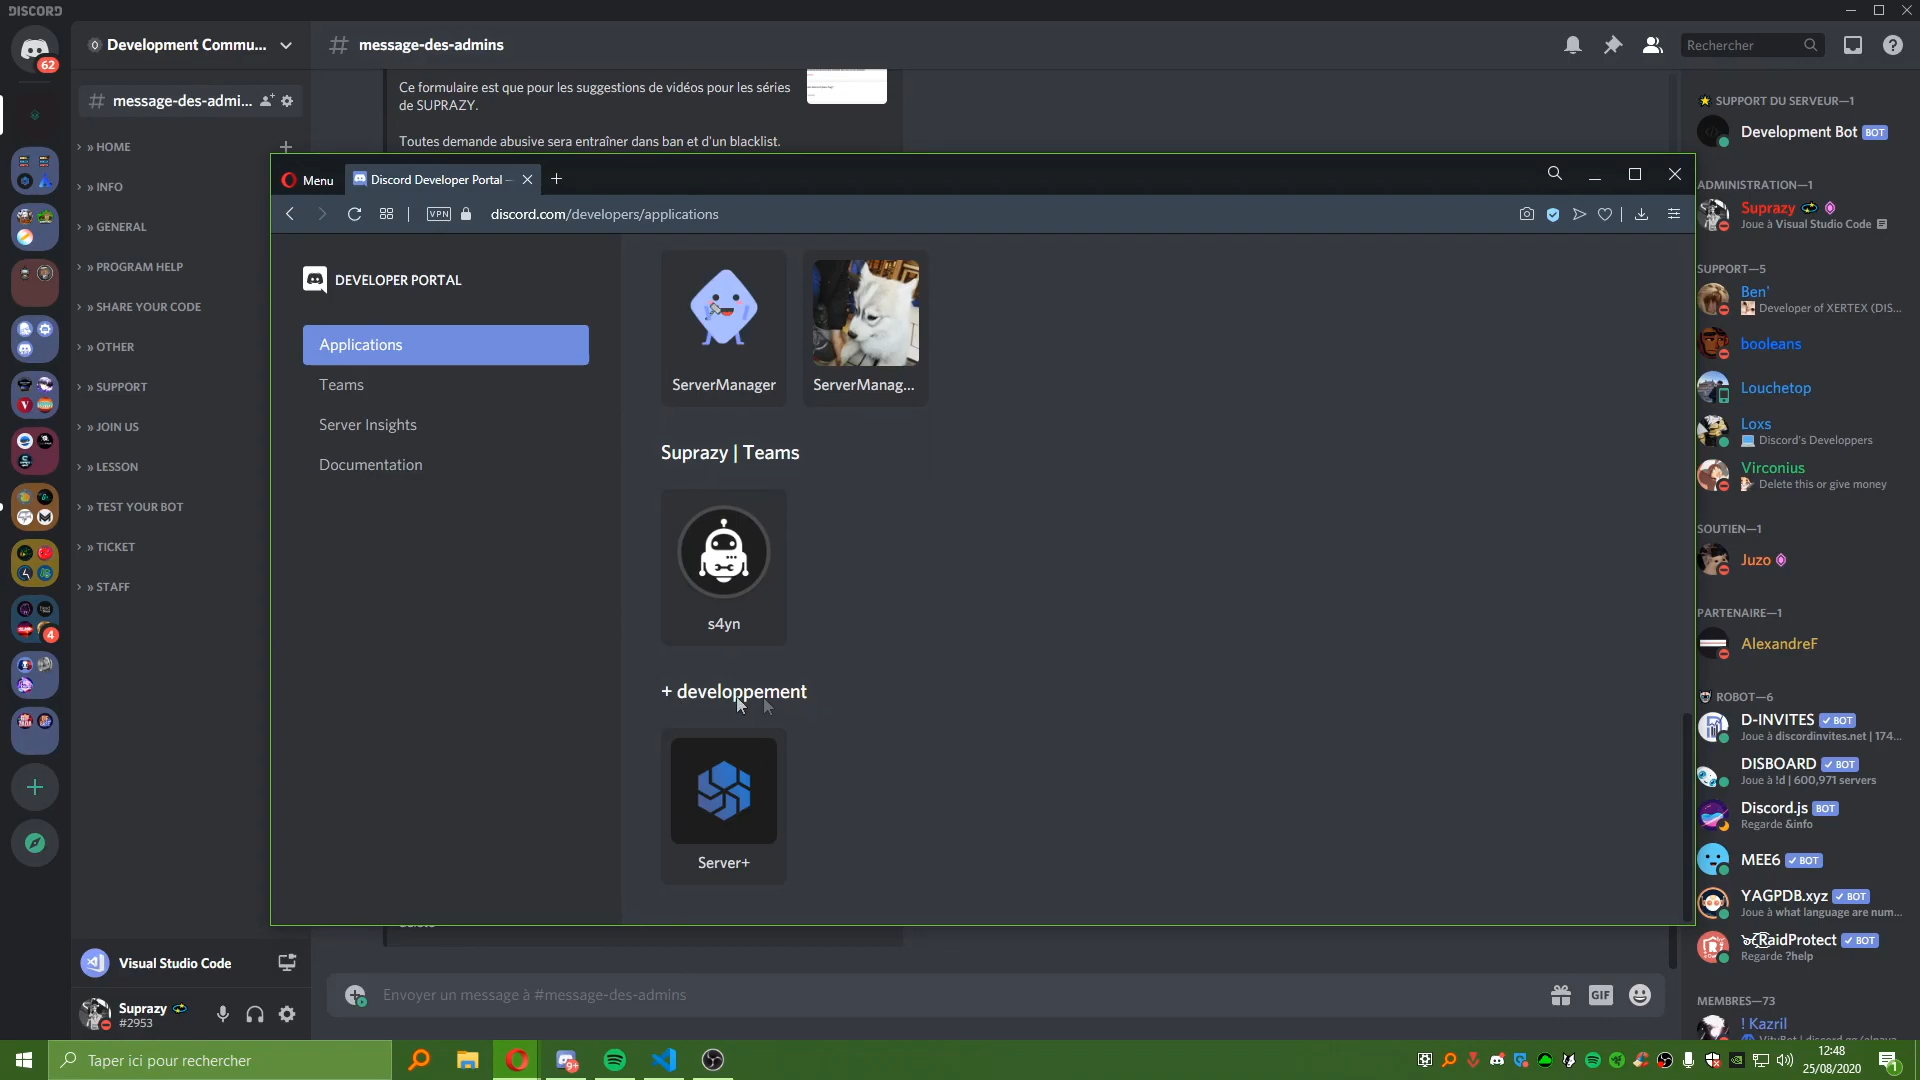 DISCORD
62
Development Commu...
message-des-admins
Rechercher
message-des-admi...
Ce formulaire est que pour les suggestions de vidéos pour les séries
de SUPRAZY.
Toutes demande abusive sera entraîner dans ban et d'un blacklist.
» HOME
» INFO
» GENERAL
» PROGRAM HELP
» SHARE YOUR CODE
» OTHER
» SUPPORT
» JOIN US
» LESSON
» TEST YOUR BOT
» TICKET
» STAFF
4
Menu
Discord Developer Portal —
VPN
discord.com/developers/applications
DEVELOPER PORTAL
Applications
Teams
Server Insights
Documentation
ServerManager
ServerManag...
Suprazy | Teams
s4yn
+ developpement
Server+
SUPPORT DU SERVEUR—1
Development Bot BOT
ADMINISTRATION—1
Suprazy
Joue à Visual Studio Code
SUPPORT—5
Ben'
Developer of XERTEX (DIS...
booleans
Louchetop
Loxs
Discord's Developpers
Virconius
Delete this or give money
SOUTIEN—1
Juzo
PARTENAIRE—1
AlexandreF
ROBOT—6
D-INVITES BOT
Joue à discordinvites.net | 174...
DISBOARD BOT
Joue à !d | 600,971 servers
Discord.js BOT
Regarde &info
MEE6 BOT
YAGPDB.xyz BOT
Joue à what language are num...
RaidProtect BOT
Regarde ?help
MEMBRES—73
! Kazril
Visual Studio Code
Suprazy
#2953
Envoyer un message à #message-des-admins
GIF
Taper ici pour rechercher
9+
12:48
25/08/2020
1